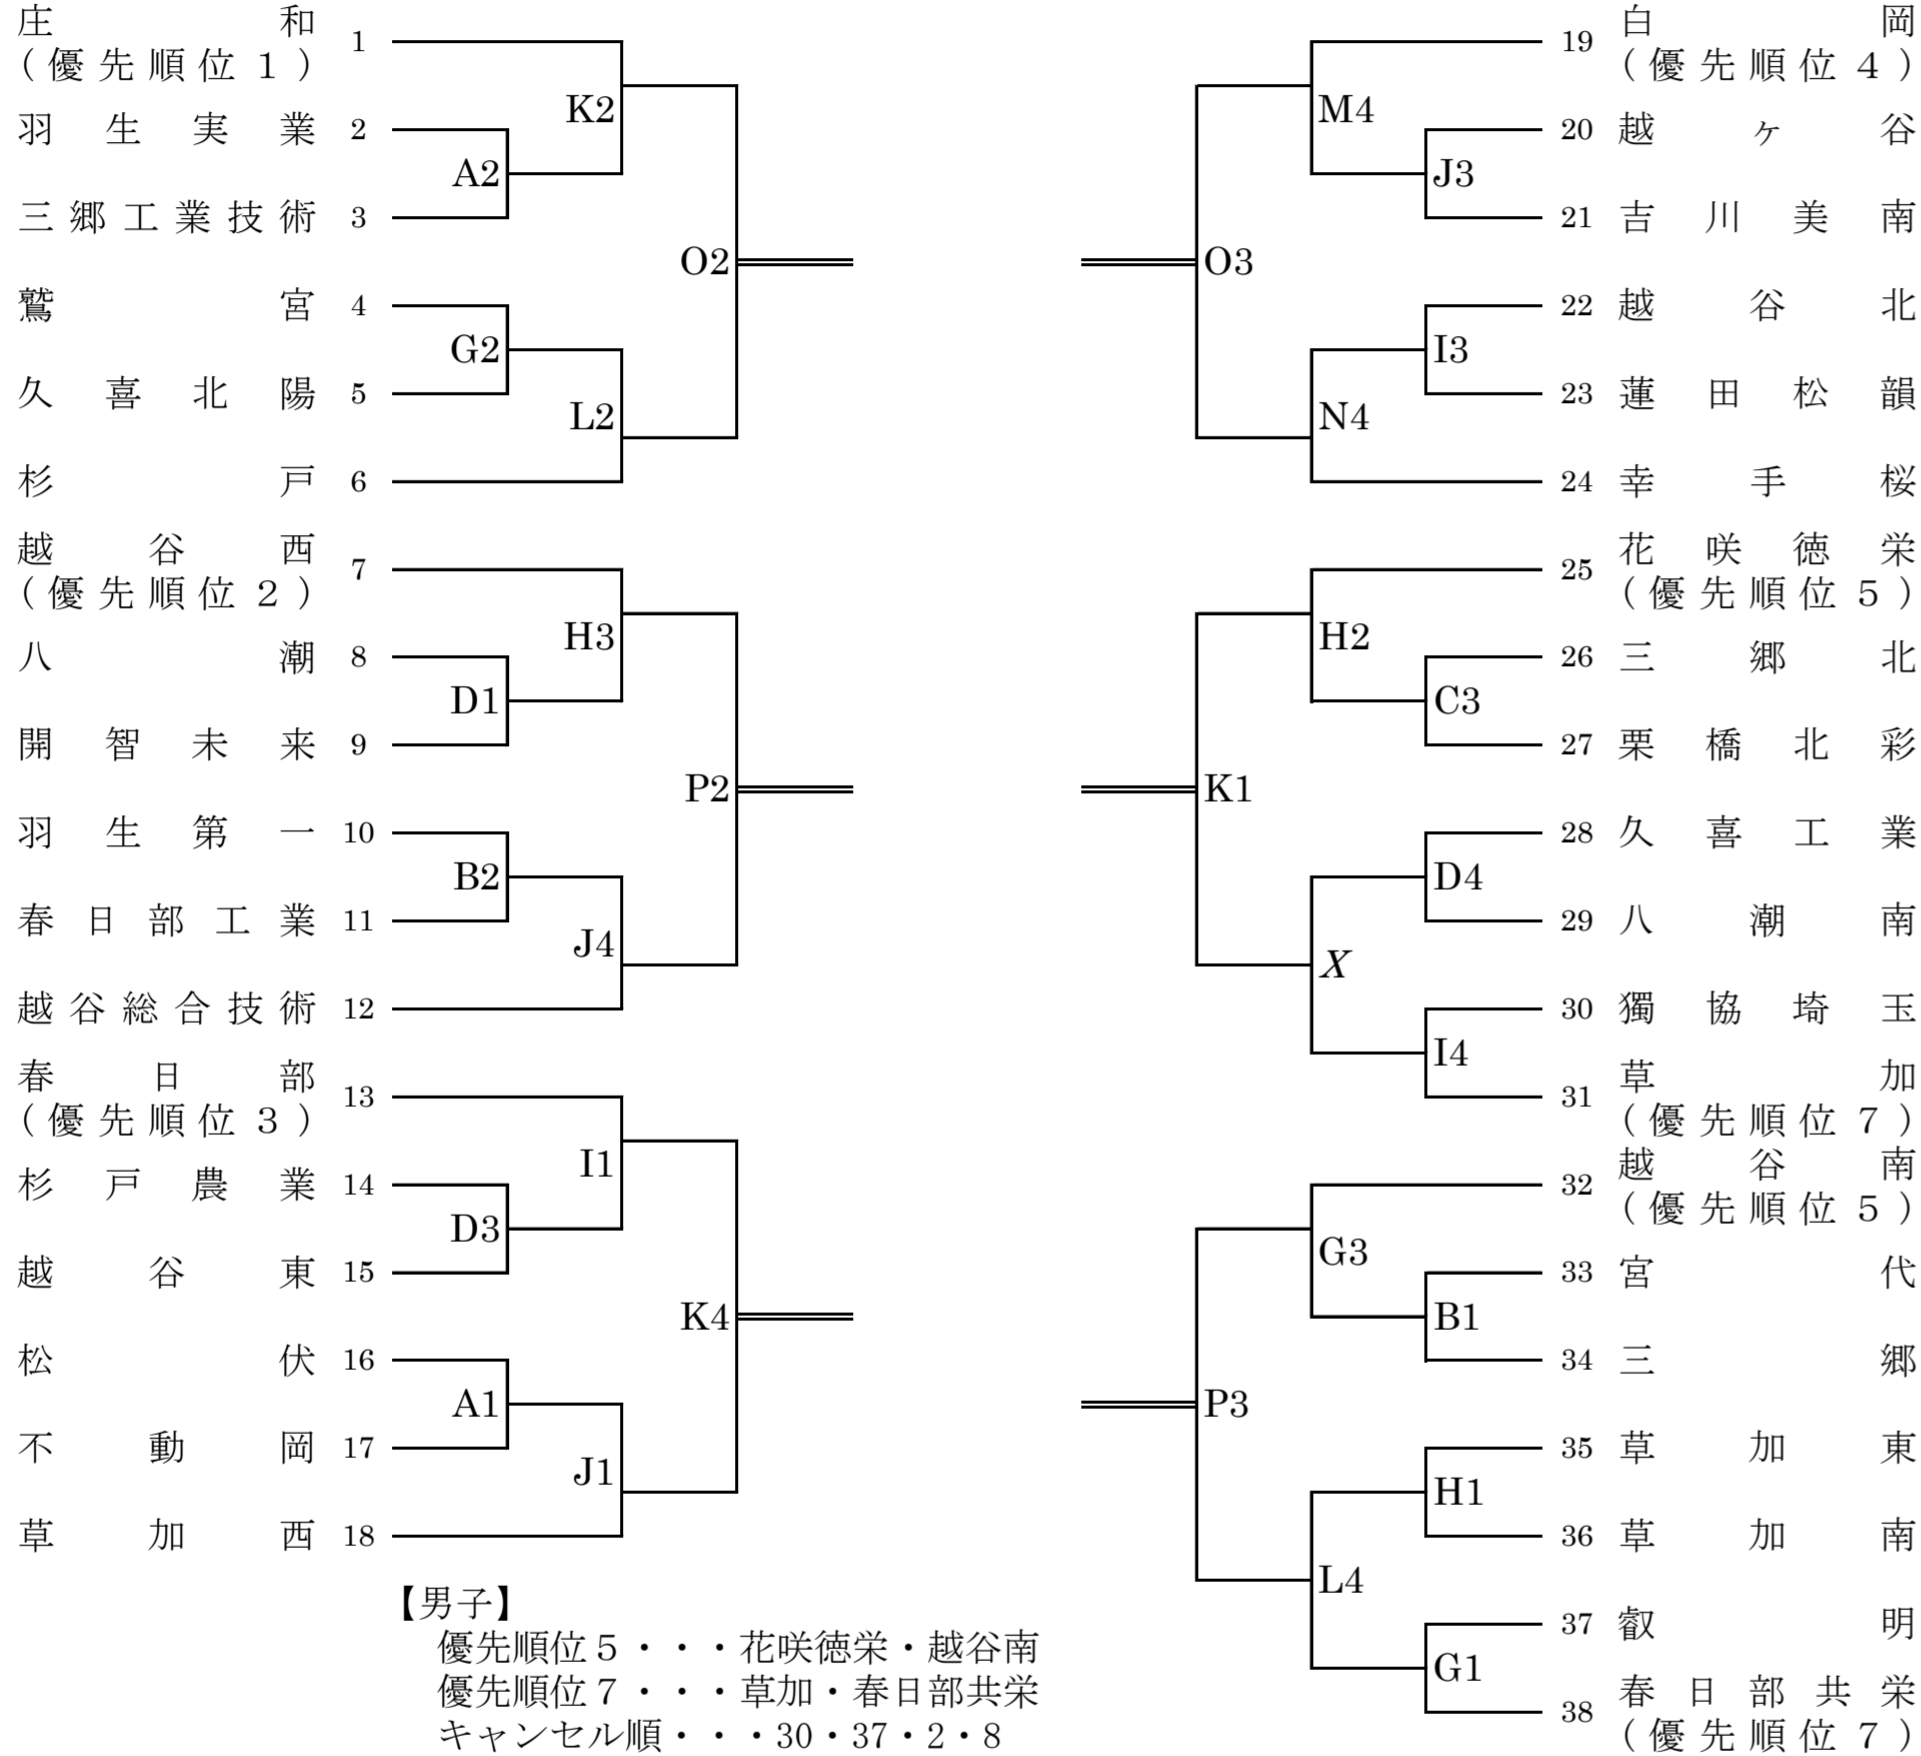 庄和 1
(優先順位1)
羽生実業 2
三郷工業技術 3
鷲宮 4
久喜北陽 5
杉戸 6
越谷西 7
(優先順位2)
八潮 8
開智未来 9
羽生第一 10
春日部工業 11
越谷総合技術 12
春日部 13
(優先順位3)
杉戸農業 14
越谷東 15
松伏 16
不動岡 17
草加西 18
K2
A2
O2
G2
L2
H3
D1
P2
B2
J4
I1
D3
K4
A1
J1
M4
J3
O3
I3
N4
H2
C3
K1
D4
X
I4
G3
B1
P3
H1
L4
G1
19 白岡
(優先順位4)
20 越ヶ谷
21 吉川美南
22 越谷北
23 蓮田松韻
24 幸手桜
25 花咲徳栄
(優先順位5)
26 三郷北
27 栗橋北彩
28 久喜工業
29 八潮南
30 獨協埼玉
31 草加
(優先順位7)
32 越谷南
(優先順位5)
33 宮代
34 三郷
35 草加東
36 草加南
37 叡明
38 春日部共栄
(優先順位7)
【男子】
優先順位5・・・花咲徳栄・越谷南
優先順位7・・・草加・春日部共栄
キャンセル順・・・30・37・2・8